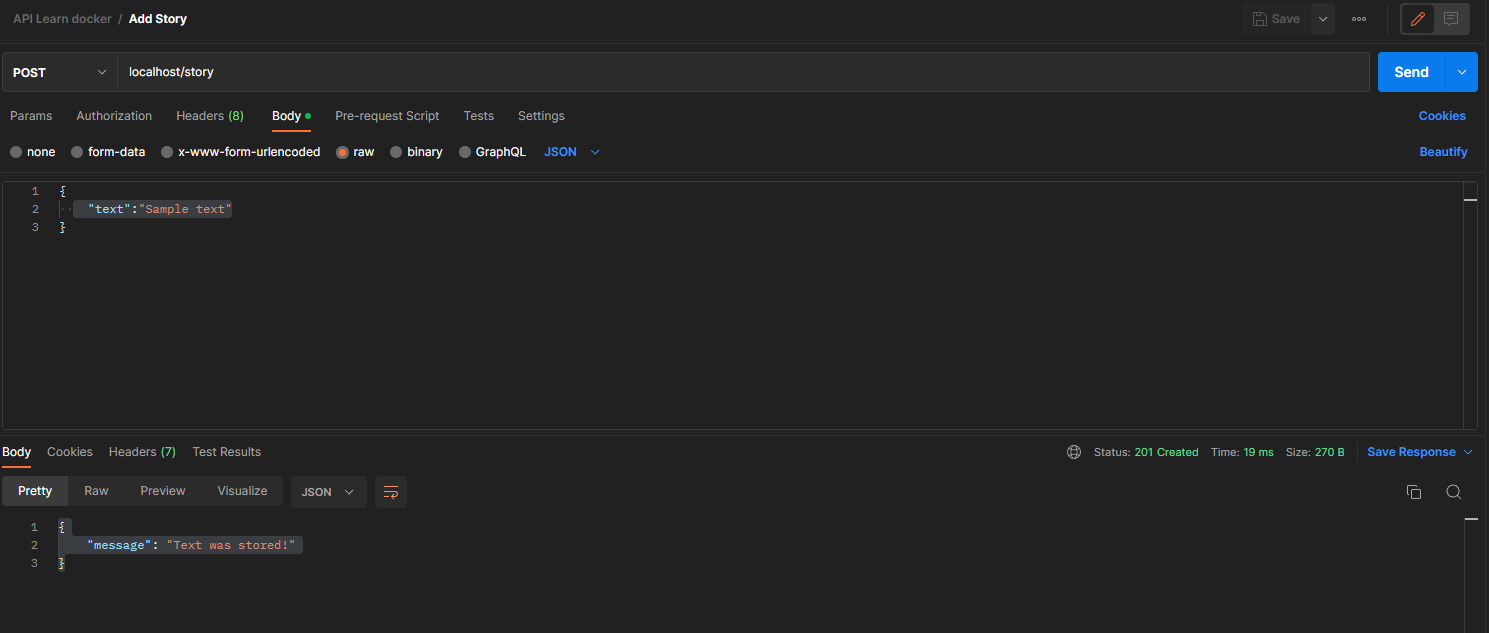 API Learn docker / Add Story Save
POST localhost/story Send
Params Authorization Headers (8) Body Pre-request Script Tests Settings Cookies
none form-data x-www-form-urlencoded raw binary GraphQL JSON Beautify
1 {
2 "text":"Sample text"
3 }
Body Cookies Headers (7) Test Results Status: 201 Created Time: 19 ms Size: 270 B Save Response
Pretty Raw Preview Visualize JSON
1 {
2 "message": "Text was stored!"
3 }